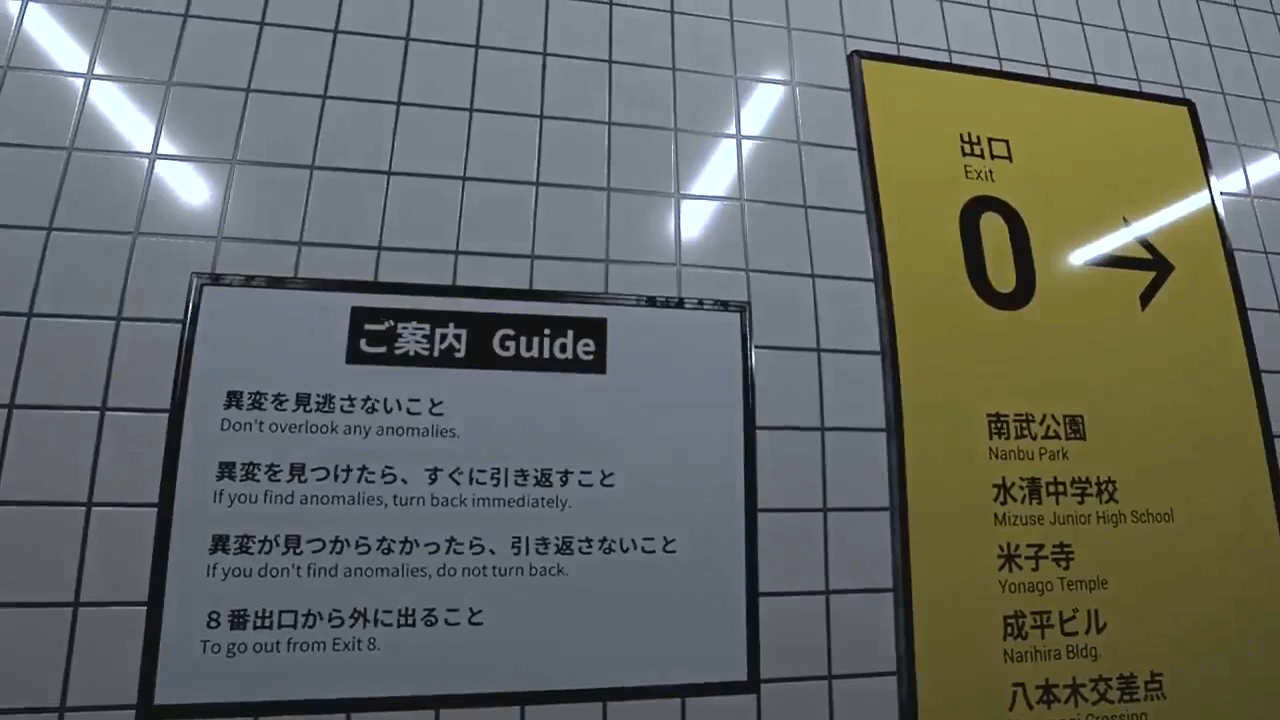 ご案内 Guide
異変を見逃さないこと
Don't overlook any anomalies.
異変を見つけたら、すぐに引き返すこと
If you find anomalies, turn back immediately.
異変が見つからなかったら、引き返さないこと
If you don't find anomalies, do not turn back.
８番出口から外に出ること
To go out from Exit 8.
出口
Exit
0
南武公園
Nanbu Park
水清中学校
Mizuse Junior High School
米子寺
Yonago Temple
成平ビル
Narihira Bldg.
八本木交差点
Crossing